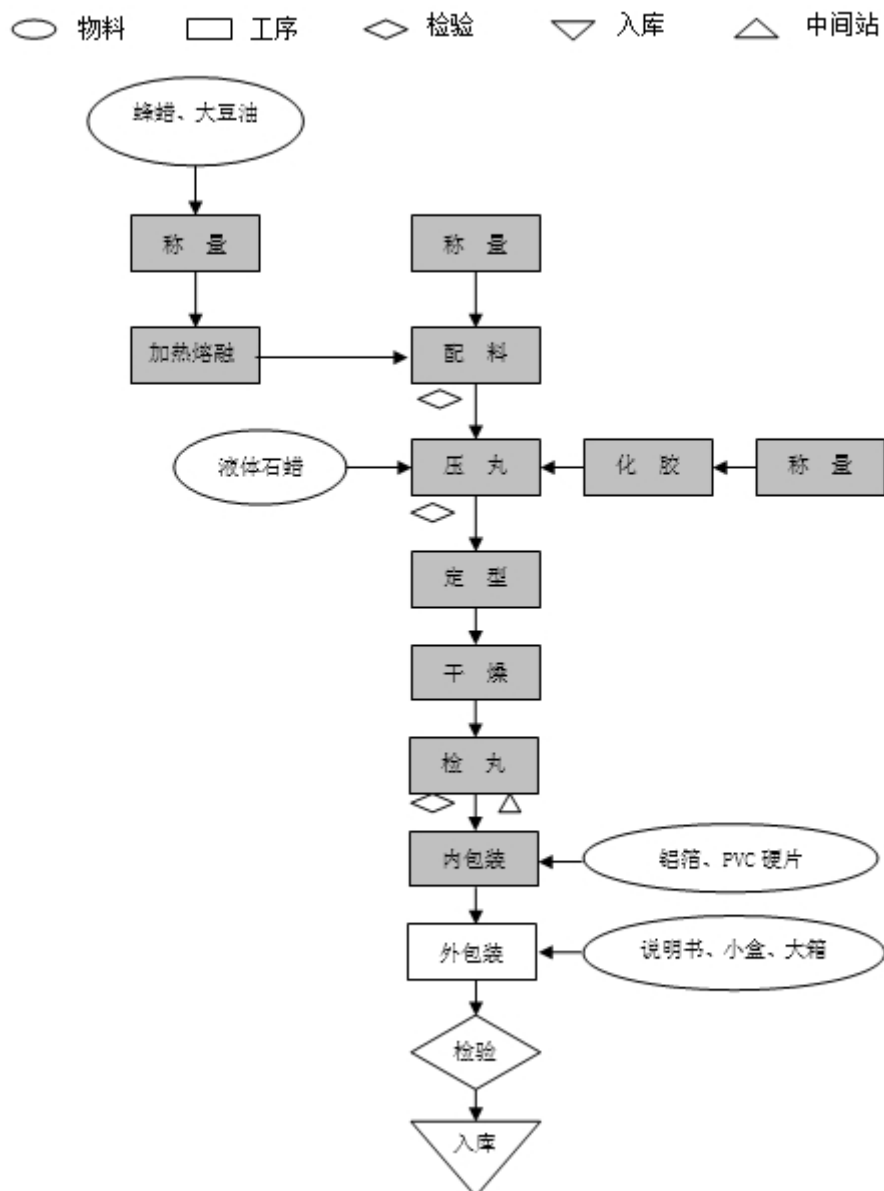 物料 工序 检验 入库 中间站
蜂蜡、大豆油
称 量 称 量
加热熔融 配 料
液体石蜡 压 丸 化 胶 称 量
定 型
干 燥
检 丸
内包装 铝箔、PVC 硬片
外包装 说明书、小盒、大箱
检验
入库